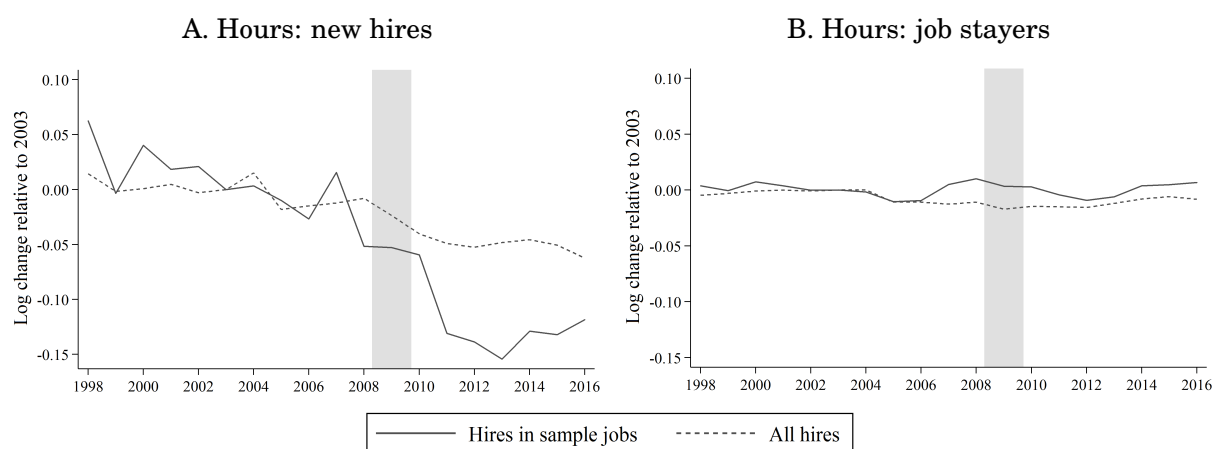 A. Hours: new hires
Log change relative to 2003
0.10
0.05
0.00
-0.05
-0.10
-0.15
1998 2000 2002 2004 2006 2008 2010 2012 2014 2016
B. Hours: job stayers
Log change relative to 2003
0.10
0.05
0.00
-0.05
-0.10
-0.15
1998 2000 2002 2004 2006 2008 2010 2012 2014 2016
Hires in sample jobs All hires